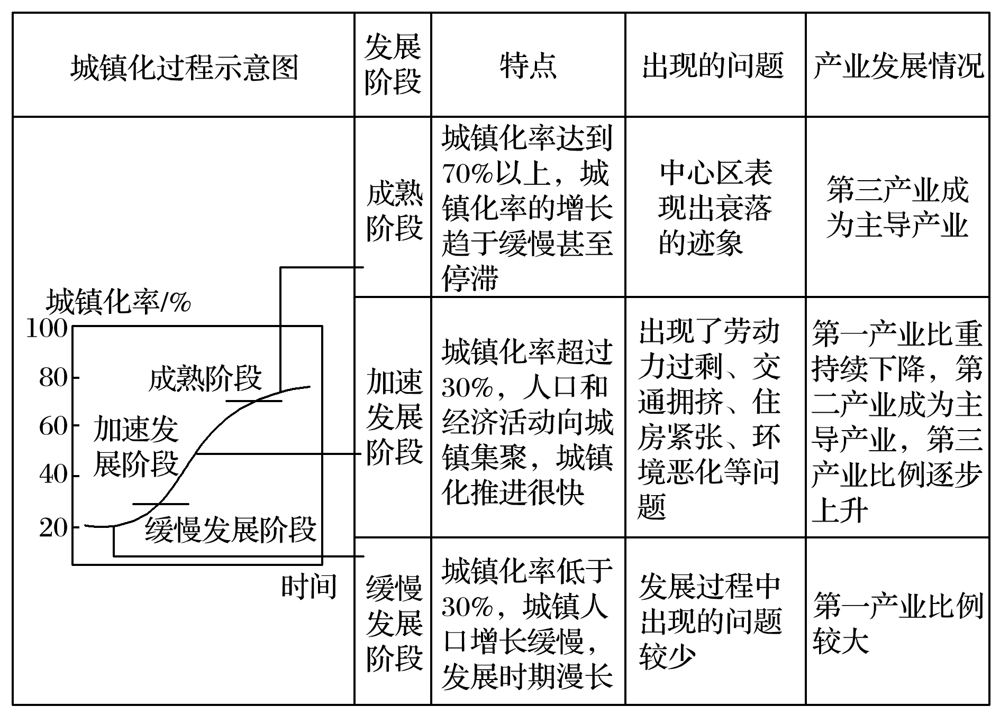 城镇化过程示意图
发展
阶段
特点
出现的问题
产业发展情况
城镇化率/%
100
80
60
40
20
成熟阶段
加速发
展阶段
缓慢发展阶段
时间
成熟
阶段
城镇化率达到
70%以上，城
镇化率的增长
趋于缓慢甚至
停滞
中心区表
现出衰落
的迹象
第三产业成
为主导产业
加速
发展
阶段
城镇化率超过
30%，人口和
经济活动向城
镇集聚，城镇
化推进很快
出现了劳动
力过剩、交
通拥挤、住
房紧张、环
境恶化等问
题
第一产业比重
持续下降，第
二产业成为主
导产业，第三
产业比例逐步
上升
缓慢
发展
阶段
城镇化率低于
30%，城镇人
口增长缓慢，
发展时期漫长
发展过程中
出现的问题
较少
第一产业比例
较大